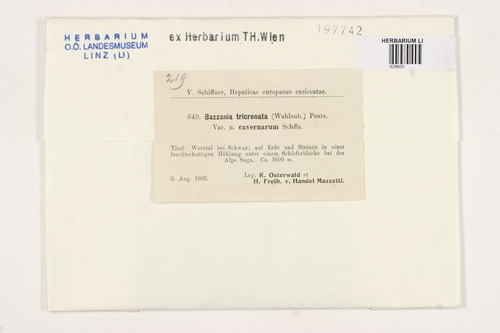 HERBARIUM
O.Ö. LANDESMUSEUM
LINZ (LI)
ex Herbarium TH.Wien
197742
HERBARIUM LI
219
V. Schiffner, Hepaticae europaeae exsiccatae.
649. Bazzania tricrenata (Wahlenb.) Pears.
Var. n. cavernarum Schffn.
Tirol: Weertal bei Schwaz; auf Erde und Steinen in einer
feuchtschattigen Höhlung unter einem Schieferblocke bei der
Alpe Saga. Ca. 1600 m.
3. Aug. 1903.
Leg. K. Osterwald et
H. Freih. v. Handel Mazzetti.